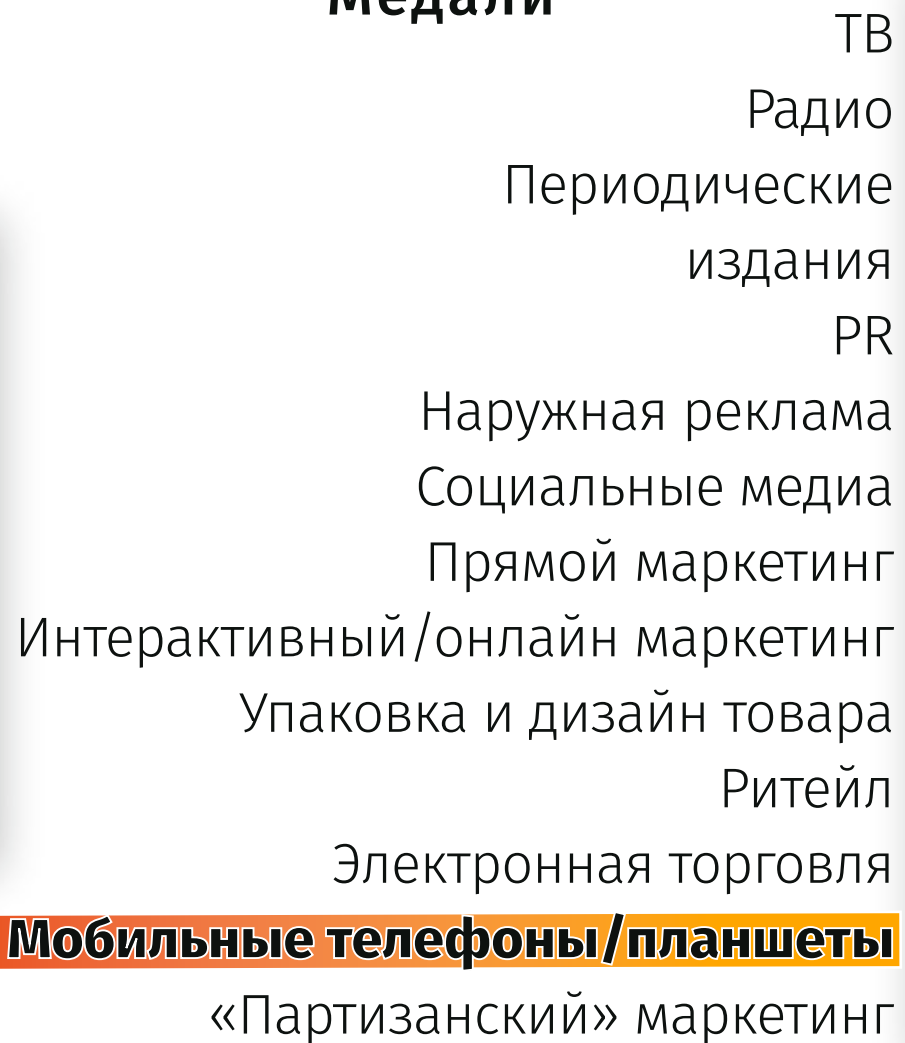 Медали
ТВ
Радио
Периодические
издания
PR
Наружная реклама
Социальные медиа
Прямой маркетинг
Интерактивный/онлайн маркетинг
Упаковка и дизайн товара
Ритейл
Электронная торговля
Мобильные телефоны/планшеты
«Партизанский» маркетинг